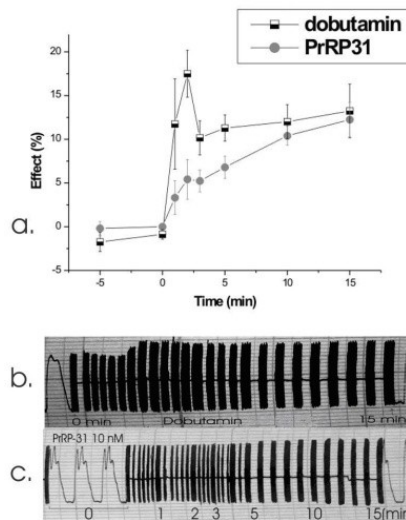 dobutamin
PrRP31
20
15
10
5
0
-5
Effect (%)
-5 0 5 10 15
Time (min)
a.
b.
0 min Dobutamin 15 min
c.
PrRP-31 10 nM
0 1 2 3 5 10 15(min